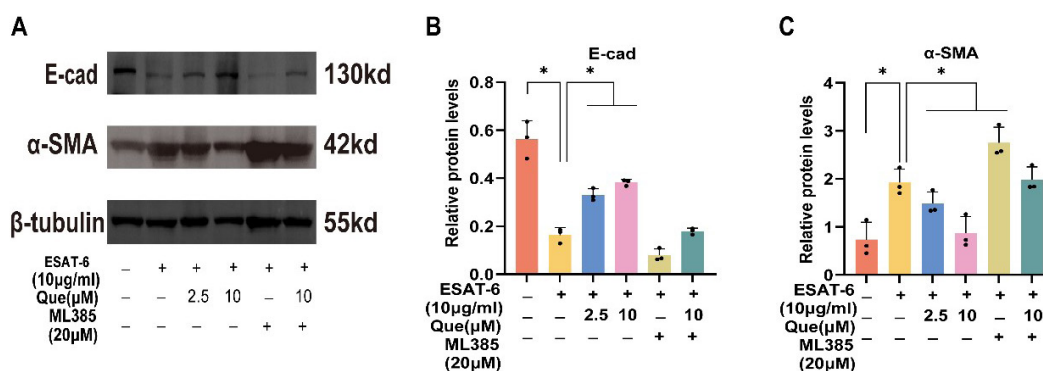 A
E-cad
130kd
α-SMA
42kd
β-tubulin
55kd
ESAT-6 (10μg/ml) – + + + + +
Que(μM) – – 2.5 10 – 10
ML385 (20μM) – – – – + +
B
E-cad
Relative protein levels
0.8
0.6
0.4
0.2
0.0
* *
ESAT-6 (10μg/ml) – + + + + +
Que(μM) – – 2.5 10 – 10
ML385 (20μM) – – – – + +
C
α-SMA
Relative protein levels
4
3
2
1
0
* *
ESAT-6 (10μg/ml) – + + + + +
Que(μM) – – 2.5 10 – 10
ML385 (20μM) – – – – + +